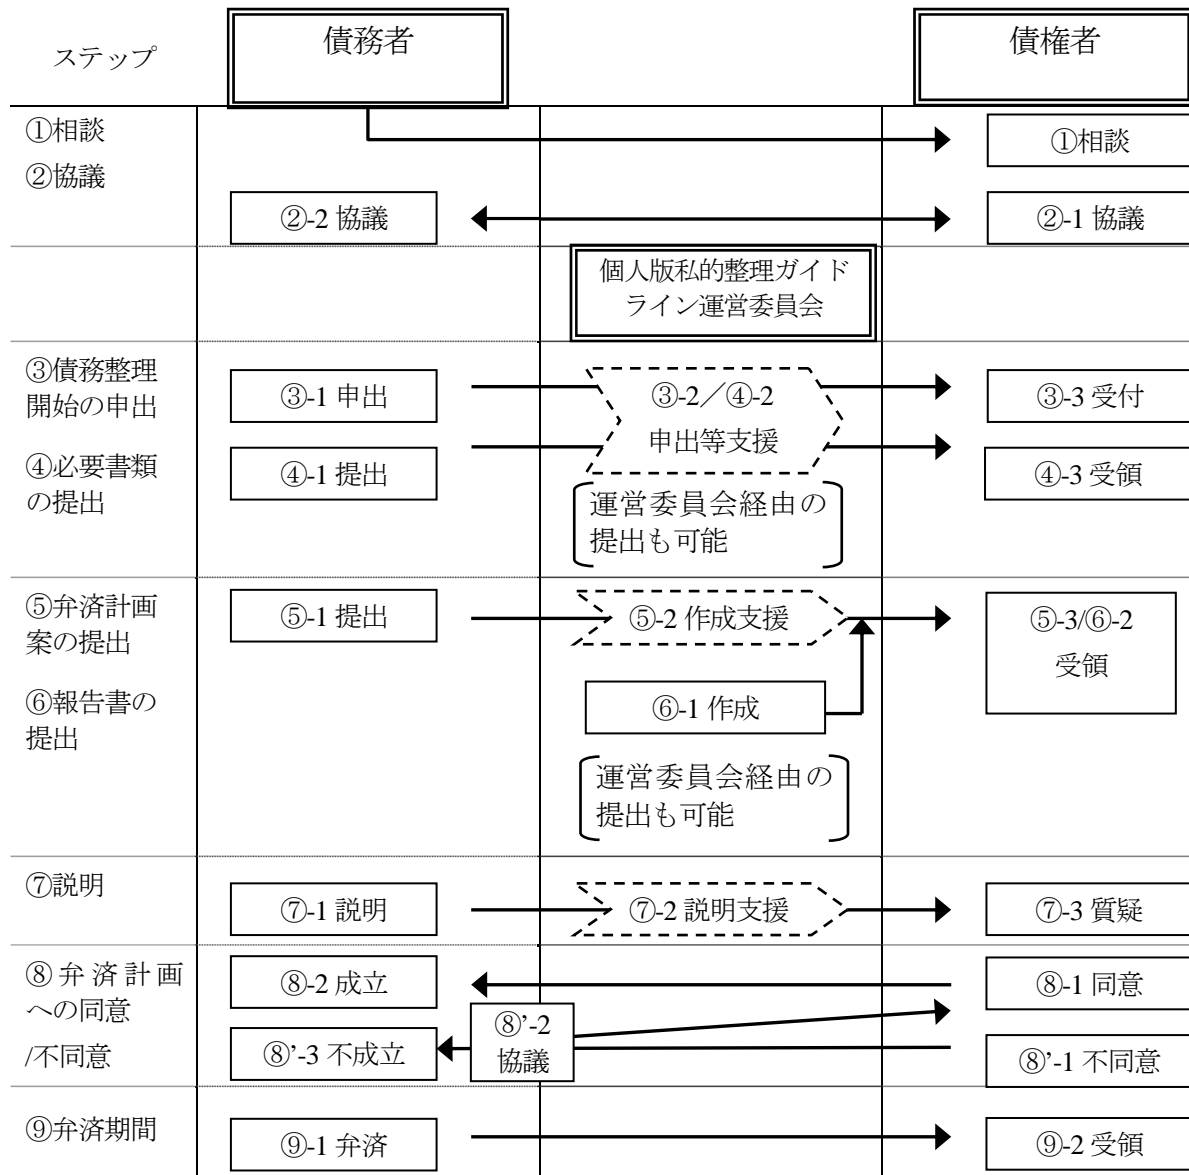 ステップ
債務者
債権者
①相談
①相談
②協議
②-2 協議
②-1 協議
個人版私的整理ガイド
ライン運営委員会
③債務整理
開始の申出
③-1 申出
③-2／④-2
申出等支援
③-3 受付
④必要書類
の提出
④-1 提出
④-3 受領
運営委員会経由の
提出も可能
⑤弁済計画
案の提出
⑤-1 提出
⑤-2 作成支援
⑤-3/⑥-2
受領
⑥報告書の
提出
⑥-1 作成
運営委員会経由の
提出も可能
⑦説明
⑦-1 説明
⑦-2 説明支援
⑦-3 質疑
⑧弁済計画
への同意
/不同意
⑧-2 成立
⑧-1 同意
⑧’-2
協議
⑧’-3 不成立
⑧’-1 不同意
⑨弁済期間
⑨-1 弁済
⑨-2 受領